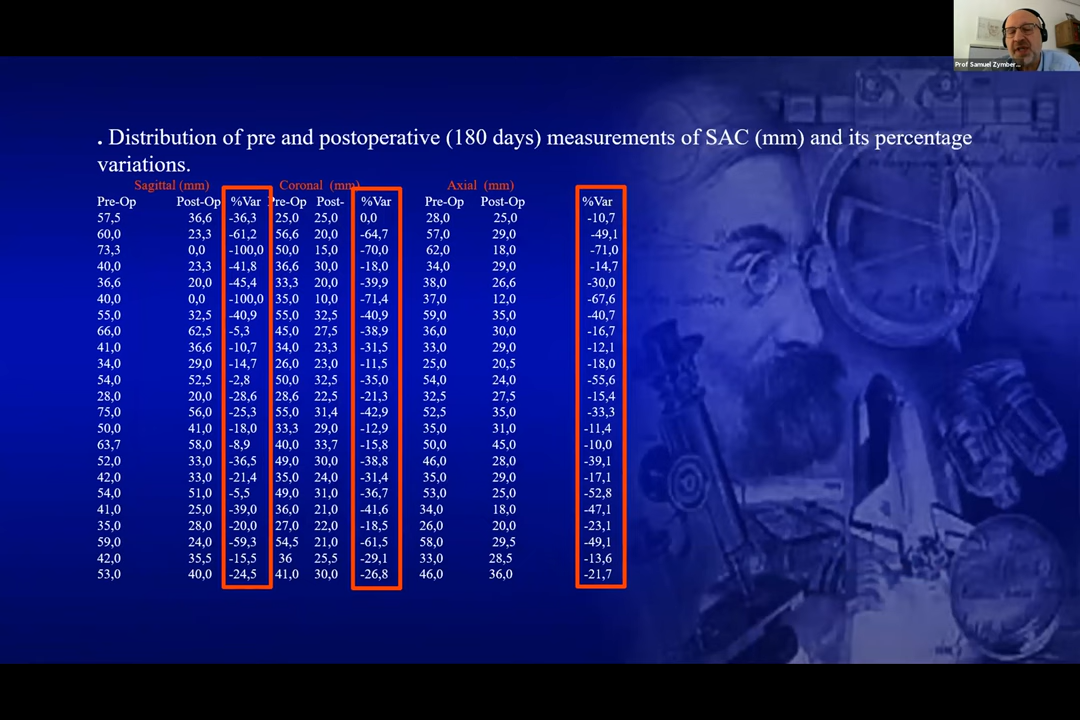 Prof Samuel Zymber...
. Distribution of pre and postoperative (180 days) measurements of SAC (mm) and its percentage
variations.
Sagittal (mm) Coronal (mm) Axial (mm)
Pre-Op Post-Op %Var Pre-Op Post- %Var Pre-Op Post-Op %Var
57,5 36,6 -36,3 25,0 25,0 0,0 28,0 25,0 -10,7
60,0 23,3 -61,2 56,6 20,0 -64,7 57,0 29,0 -49,1
73,3 0,0 -100,0 50,0 15,0 -70,0 62,0 18,0 -71,0
40,0 23,3 -41,8 36,6 30,0 -18,0 34,0 29,0 -14,7
36,6 20,0 -45,4 33,3 20,0 -39,9 38,0 26,6 -30,0
40,0 0,0 -100,0 35,0 10,0 -71,4 37,0 12,0 -67,6
55,0 32,5 -40,9 55,0 32,5 -40,9 59,0 35,0 -40,7
66,0 62,5 -5,3 45,0 27,5 -38,9 36,0 30,0 -16,7
41,0 36,6 -10,7 34,0 23,3 -31,5 33,0 29,0 -12,1
34,0 29,0 -14,7 26,0 23,0 -11,5 25,0 20,5 -18,0
54,0 52,5 -2,8 50,0 32,5 -35,0 54,0 24,0 -55,6
28,0 20,0 -28,6 28,6 22,5 -21,3 32,5 27,5 -15,4
75,0 56,0 -25,3 55,0 31,4 -42,9 52,5 35,0 -33,3
50,0 41,0 -18,0 33,3 29,0 -12,9 35,0 31,0 -11,4
63,7 58,0 -8,9 40,0 33,7 -15,8 50,0 45,0 -10,0
52,0 33,0 -36,5 49,0 30,0 -38,8 46,0 28,0 -39,1
42,0 33,0 -21,4 35,0 24,0 -31,4 35,0 29,0 -17,1
54,0 51,0 -5,5 49,0 31,0 -36,7 53,0 25,0 -52,8
41,0 25,0 -39,0 36,0 21,0 -41,6 34,0 18,0 -47,1
35,0 28,0 -20,0 27,0 22,0 -18,5 26,0 20,0 -23,1
59,0 24,0 -59,3 54,5 21,0 -61,5 58,0 29,5 -49,1
42,0 35,5 -15,5 36 25,5 -29,1 33,0 28,5 -13,6
53,0 40,0 -24,5 41,0 30,0 -26,8 46,0 36,0 -21,7